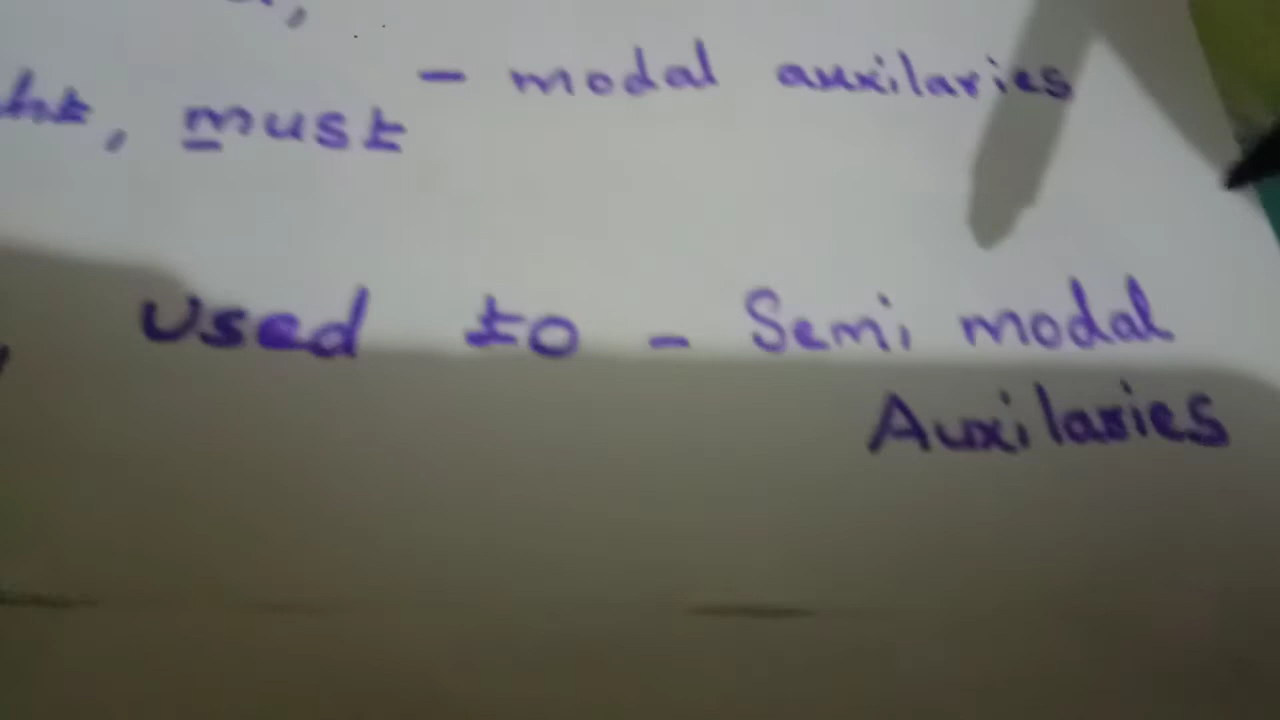 - modal auxilaries
, must
Used to - Semi modal
Auxilaries